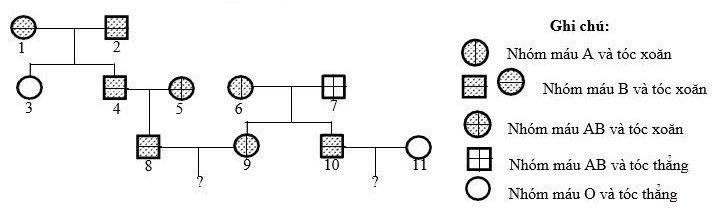 Ghi chú:
1
2
Nhóm máu A và tóc xoăn
3
4
5
6
7
Nhóm máu B và tóc xoăn
Nhóm máu AB và tóc xoăn
8
9
10
11
Nhóm máu AB và tóc thẳng
?
?
Nhóm máu O và tóc thẳng